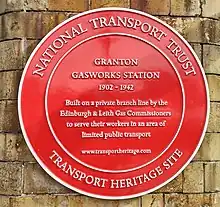 NATIONAL TRANSPORT TRUST
GRANTON
GASWORKS STATION
1902 - 1942
Built on a private branch line by the
Edinburgh & Leith Gas Commissioners
to serve their workers in an area of
limited public transport
www.transportheritage.com
TRANSPORT HERITAGE SITE